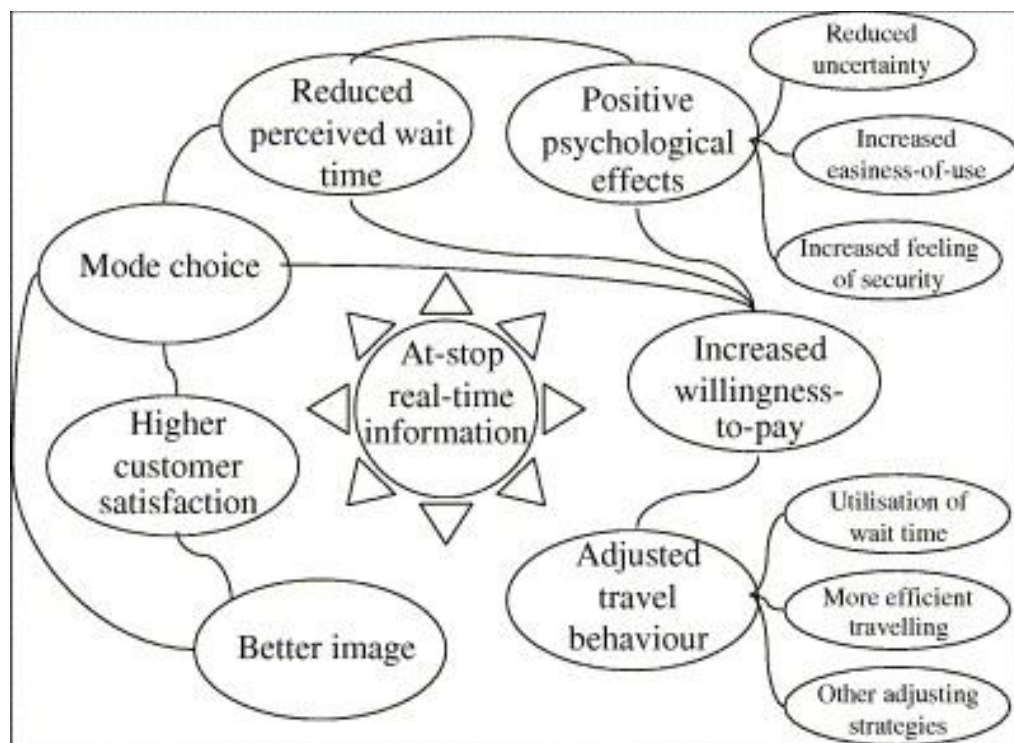 Reduced
perceived wait
time
Positive
psychological
effects
Reduced
uncertainty
Increased
easiness-of-use
Increased feeling
of security
Mode choice
At-stop
real-time
information
Increased
willingness-
to-pay
Higher
customer
satisfaction
Better image
Adjusted
travel
behaviour
Utilisation of
wait time
More efficient
travelling
Other adjusting
strategies